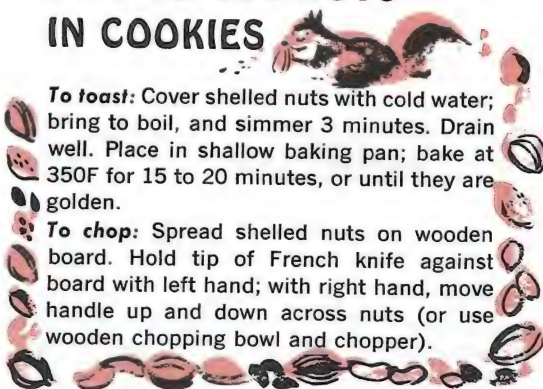 IN COOKIES
To toast: Cover shelled nuts with cold water;
bring to boil, and simmer 3 minutes. Drain
well. Place in shallow baking pan; bake at
350F for 15 to 20 minutes, or until they are
golden.
To chop: Spread shelled nuts on wooden
board. Hold tip of French knife against
board with left hand; with right hand, move
handle up and down across nuts (or use
wooden chopping bowl and chopper).